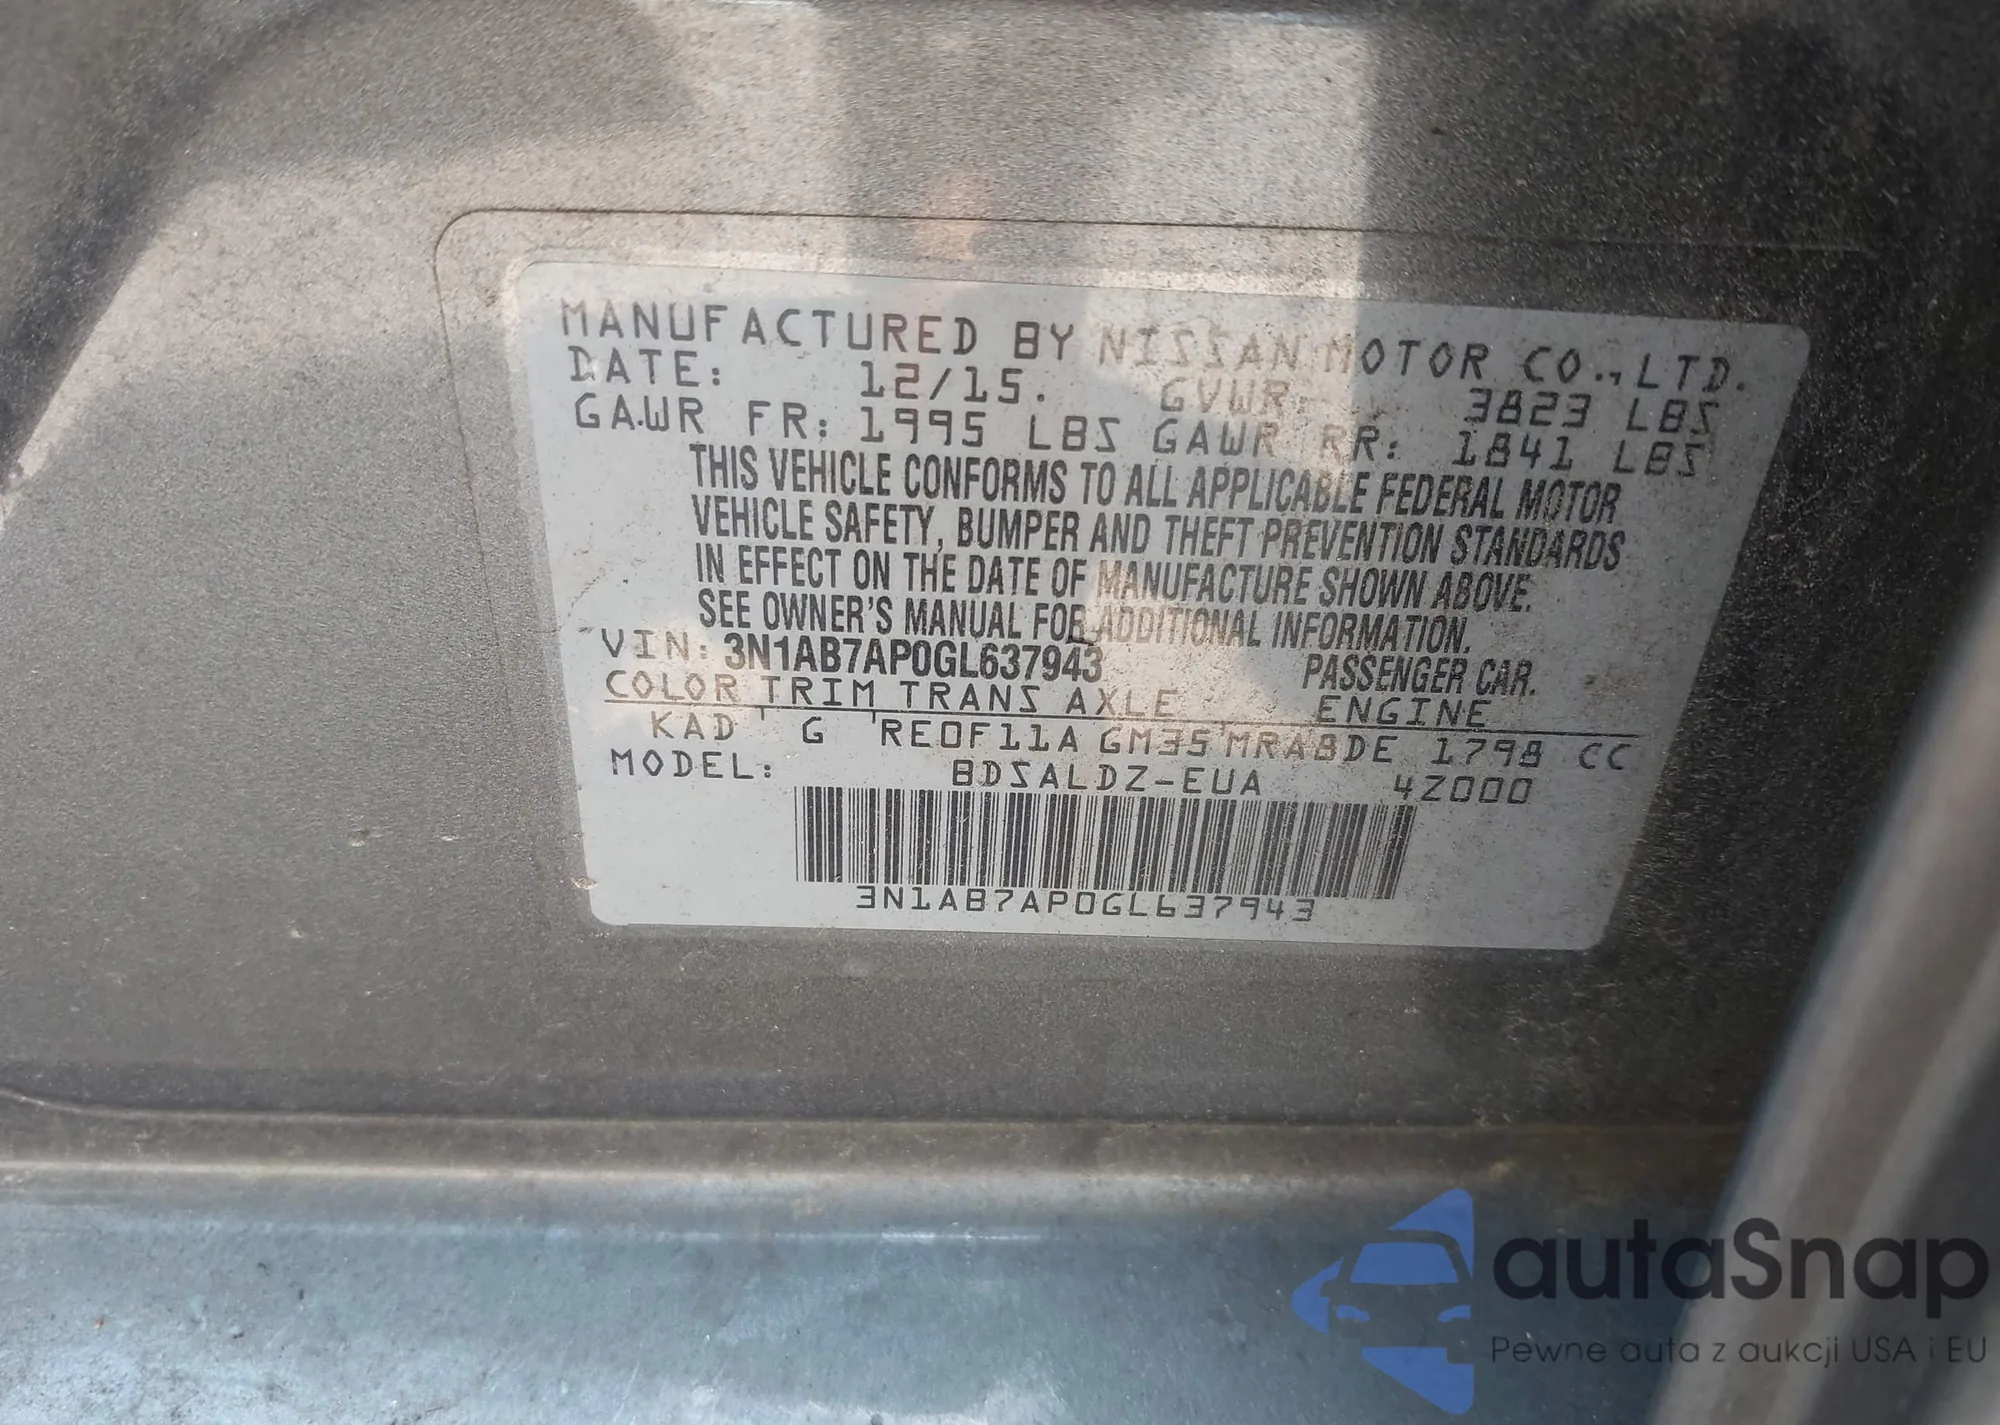 MANUFACTURED BY NISSAN MOTOR CO., LTD.
DATE: 12/15. GVWR: 3823 LBS
GAWR FR: 1995 LBS GAWR RR: 1841 LBS
THIS VEHICLE CONFORMS TO ALL APPLICABLE FEDERAL MOTOR
VEHICLE SAFETY, BUMPER AND THEFT PREVENTION STANDARDS
IN EFFECT ON THE DATE OF MANUFACTURE SHOWN ABOVE.
SEE OWNER'S MANUAL FOR ADDITIONAL INFORMATION.
VIN: 3N1AB7AP0GL637943 PASSENGER CAR.
COLOR TRIM TRANS AXLE ENGINE
KAD ' G ' RE0F11A GM35 ' MRA8DE 1798 CC
MODEL: BDSALDZ-EUA 4Z000
3N1AB7AP0GL637943
autaSnap
Pewne auta z aukcji USA i EU